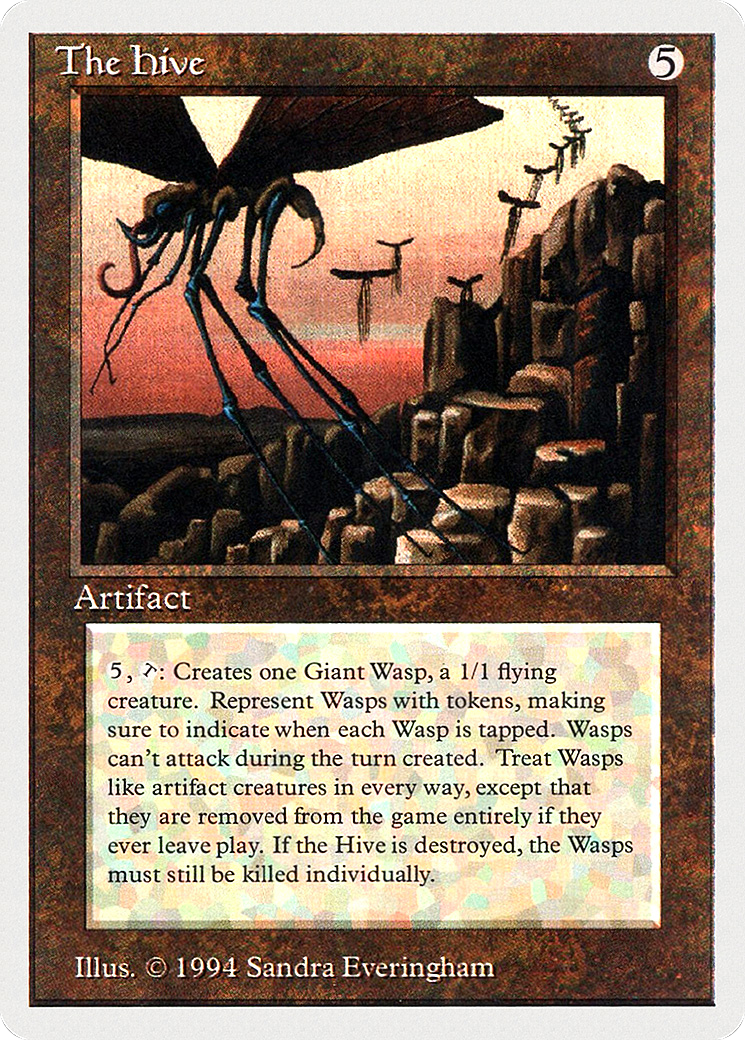 The Hive
5
Artifact
5, T: Creates one Giant Wasp, a 1/1 flying
creature. Represent Wasps with tokens, making
sure to indicate when each Wasp is tapped. Wasps
can't attack during the turn created. Treat Wasps
like artifact creatures in every way, except that
they are removed from the game entirely if they
ever leave play. If the Hive is destroyed, the Wasps
must still be killed individually.
Illus. © 1994 Sandra Everingham